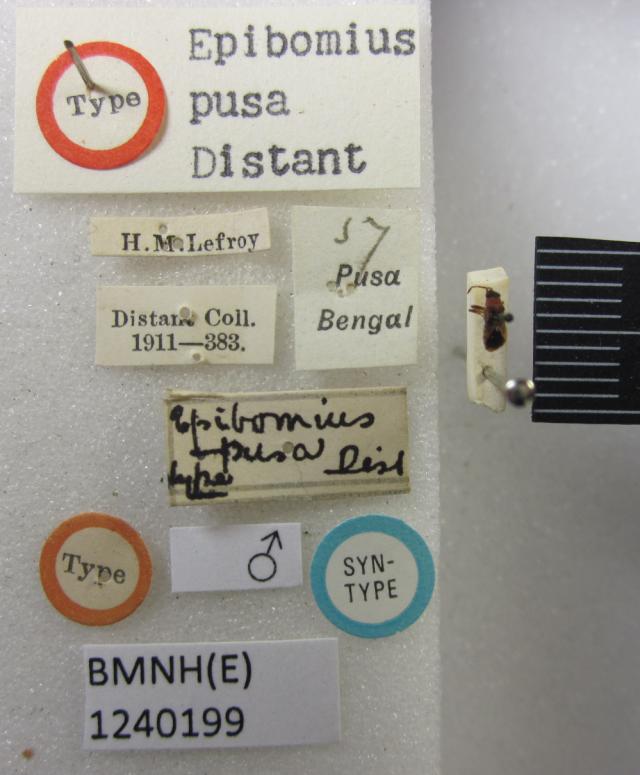 Type
Epibomius
pusa
Distant
H.M.Lefroy
Distant Coll.
1911—383.
57
Pusa
Bengal
Epibomius
pusa Dist
type
Type
♂
SYN-
TYPE
BMNH(E)
1240199